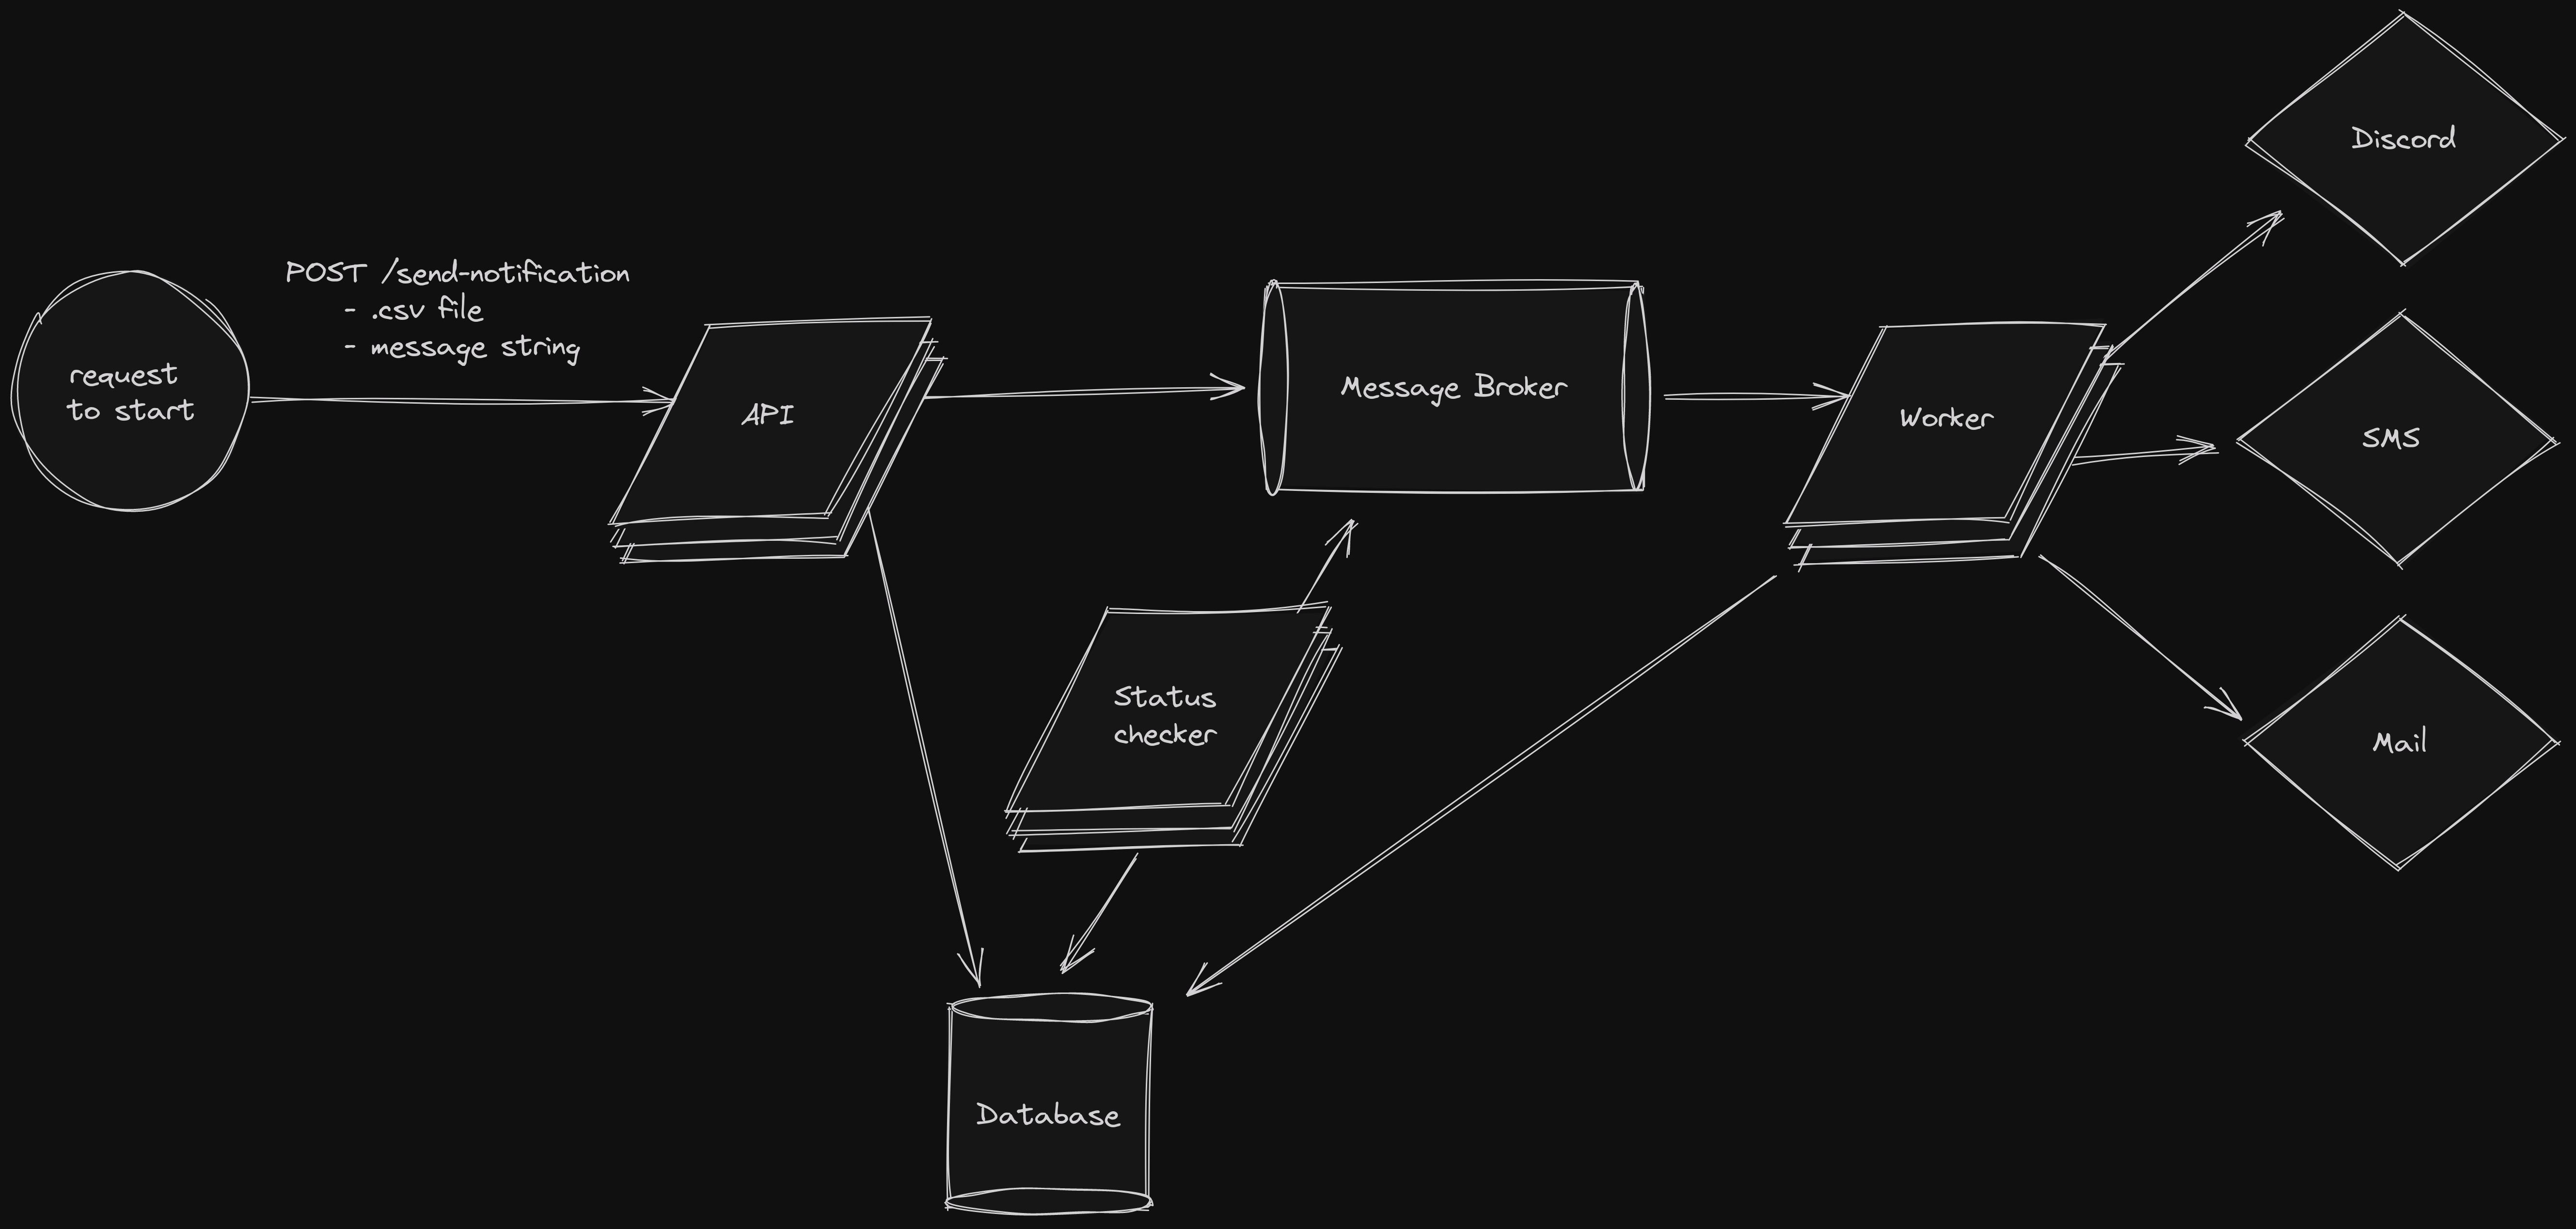 request
to start
POST /send-notification
- .csv file
- message string
API
Message Broker
Worker
Discord
SMS
Mail
Status
checker
Database